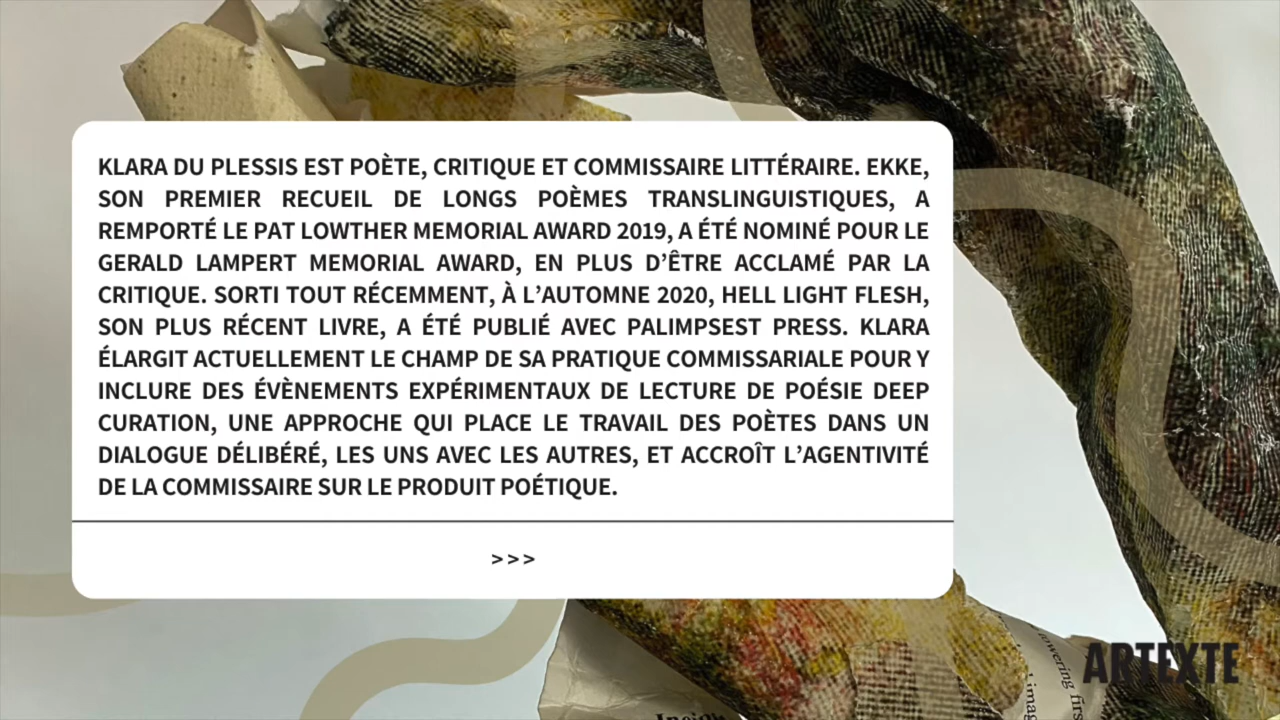 KLARA DU PLESSIS EST POÈTE, CRITIQUE ET COMMISSAIRE LITTÉRAIRE. EKKE,
SON PREMIER RECUEIL DE LONGS POÈMES TRANSLINGUISTIQUES, A
REMPORTÉ LE PAT LOWTHER MEMORIAL AWARD 2019, A ÉTÉ NOMINÉ POUR LE
GERALD LAMPERT MEMORIAL AWARD, EN PLUS D’ÊTRE ACCLAMÉ PAR LA
CRITIQUE. SORTI TOUT RÉCEMMENT, À L’AUTOMNE 2020, HELL LIGHT FLESH,
SON PLUS RÉCENT LIVRE, A ÉTÉ PUBLIÉ AVEC PALIMPSEST PRESS. KLARA
ÉLARGIT ACTUELLEMENT LE CHAMP DE SA PRATIQUE COMMISSARIALE POUR Y
INCLURE DES ÉVÈNEMENTS EXPÉRIMENTAUX DE LECTURE DE POÉSIE DEEP
CURATION, UNE APPROCHE QUI PLACE LE TRAVAIL DES POÈTES DANS UN
DIALOGUE DÉLIBÉRÉ, LES UNS AVEC LES AUTRES, ET ACCROÎT L’AGENTIVITÉ
DE LA COMMISSAIRE SUR LE PRODUIT POÉTIQUE.
>>>
ARTEXTE